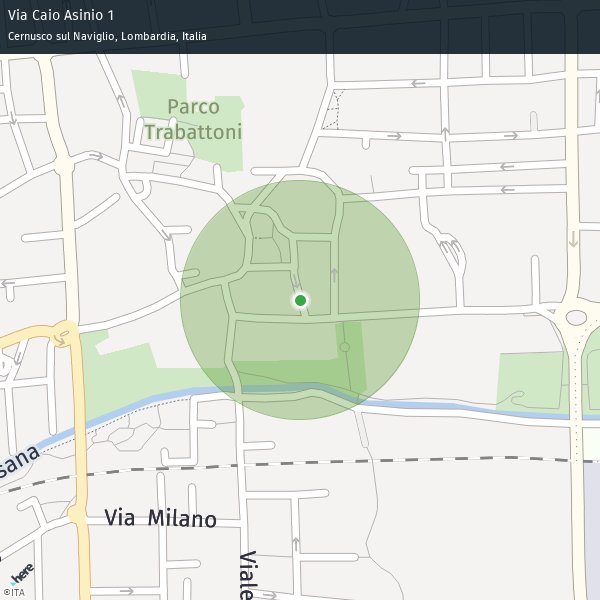 Via Caio Asinio 1
Cernusco sul Naviglio, Lombardia, Italia
Parco
Trabattoni
sana
Via Milano
Viale
here
©ITA